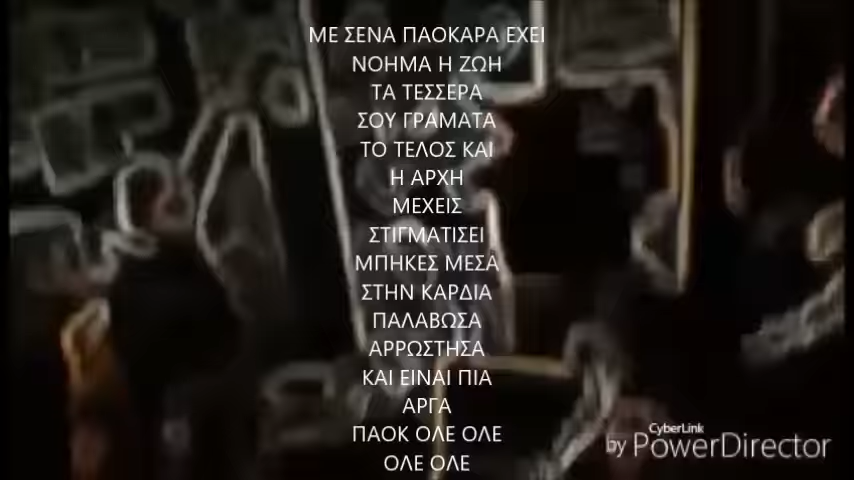 ΜΕ ΣΕΝΑ ΠΑΟΚΑΡΑ ΕΧΕΙ
ΝΟΗΜΑ Η ΖΩΗ
ΤΑ ΤΕΣΣΕΡΑ
ΣΟΥ ΓΡΑΜΑΤΑ
ΤΟ ΤΕΛΟΣ ΚΑΙ
Η ΑΡΧΗ
ΜΕΧΕΙΣ
ΣΤΙΓΜΑΤΙΣΕΙ
ΜΠΗΚΕΣ ΜΕΣΑ
ΣΤΗΝ ΚΑΡΔΙΑ
ΠΑΛΑΒΩΣΑ
ΑΡΡΩΣΤΗΣΑ
ΚΑΙ ΕΙΝΑΙ ΠΙΑ
ΑΡΓΑ
ΠΑΟΚ ΟΛΕ ΟΛΕ
ΟΛΕ ΟΛΕ
CyberLink
by PowerDirector